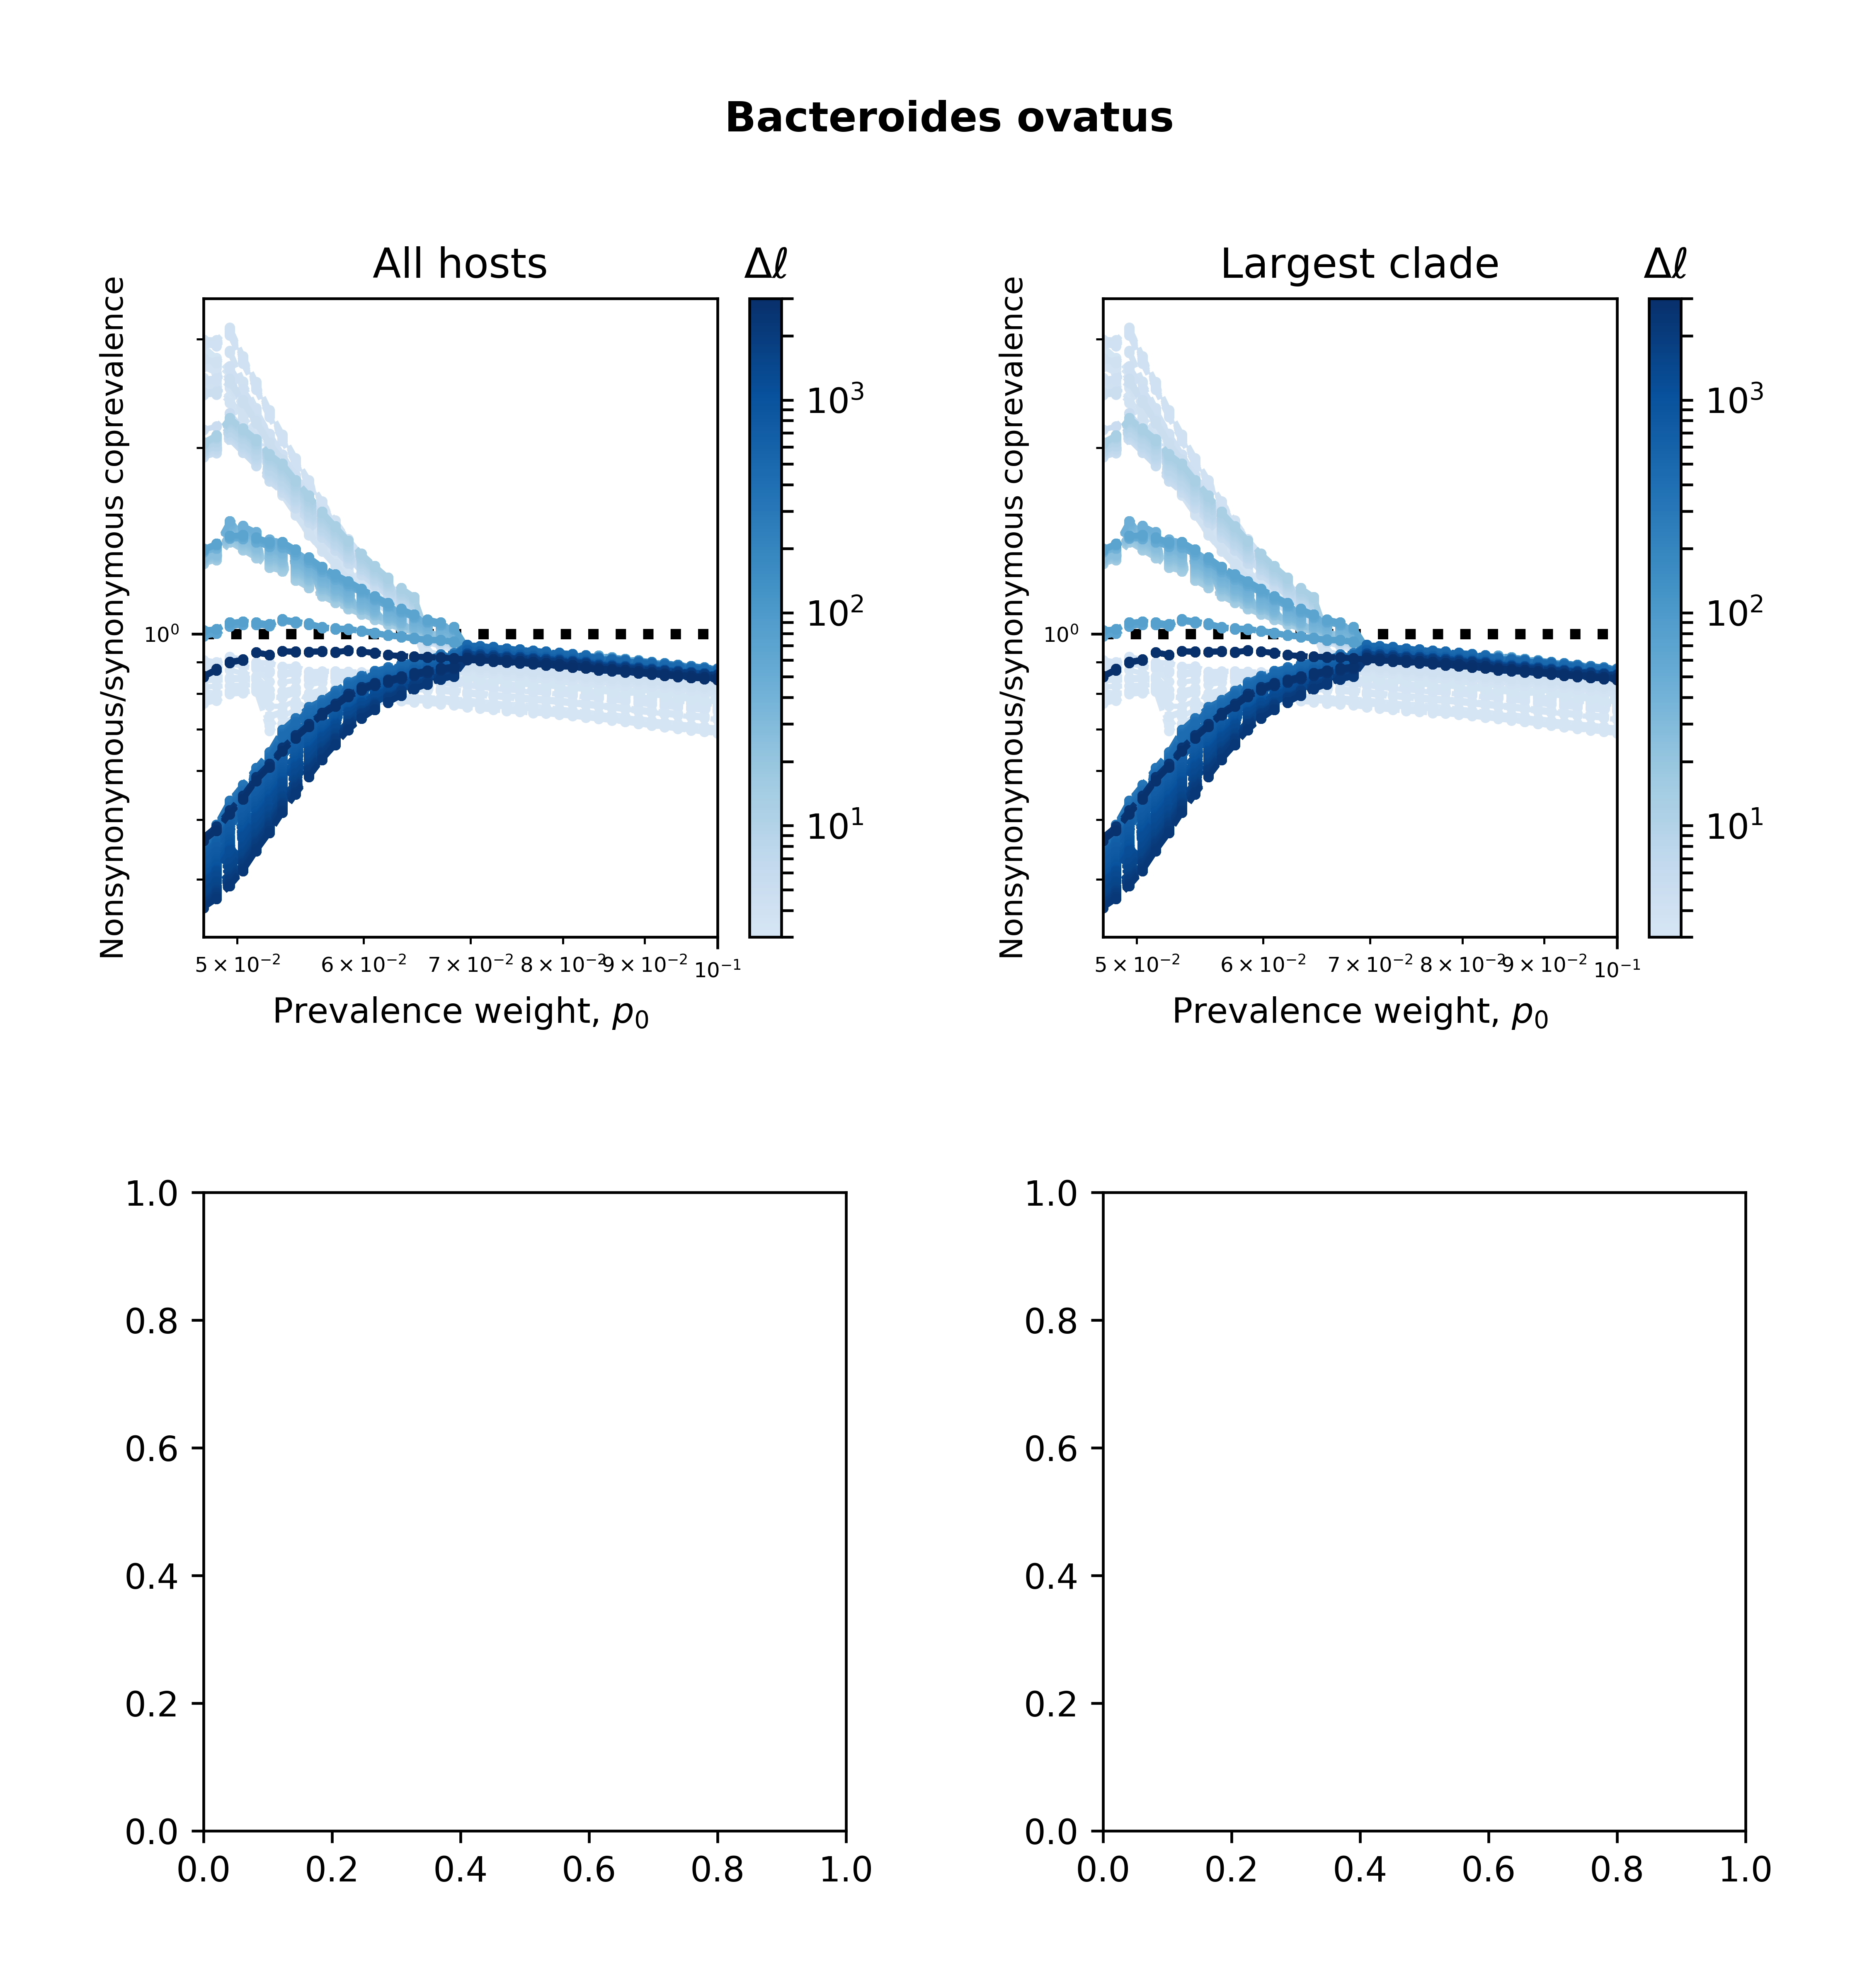 Bacteroides ovatus
All hosts
Δℓ
Nonsynonymous/synonymous coprevalence
10⁰
5 × 10⁻² 6 × 10⁻² 7 × 10⁻² 8 × 10⁻² 9 × 10⁻² 10⁻¹
Prevalence weight, p₀
10³
10²
10¹
Largest clade
Δℓ
Nonsynonymous/synonymous coprevalence
10⁰
5 × 10⁻² 6 × 10⁻² 7 × 10⁻² 8 × 10⁻² 9 × 10⁻² 10⁻¹
Prevalence weight, p₀
10³
10²
10¹
1.0
0.8
0.6
0.4
0.2
0.0
0.0 0.2 0.4 0.6 0.8 1.0
1.0
0.8
0.6
0.4
0.2
0.0
0.0 0.2 0.4 0.6 0.8 1.0